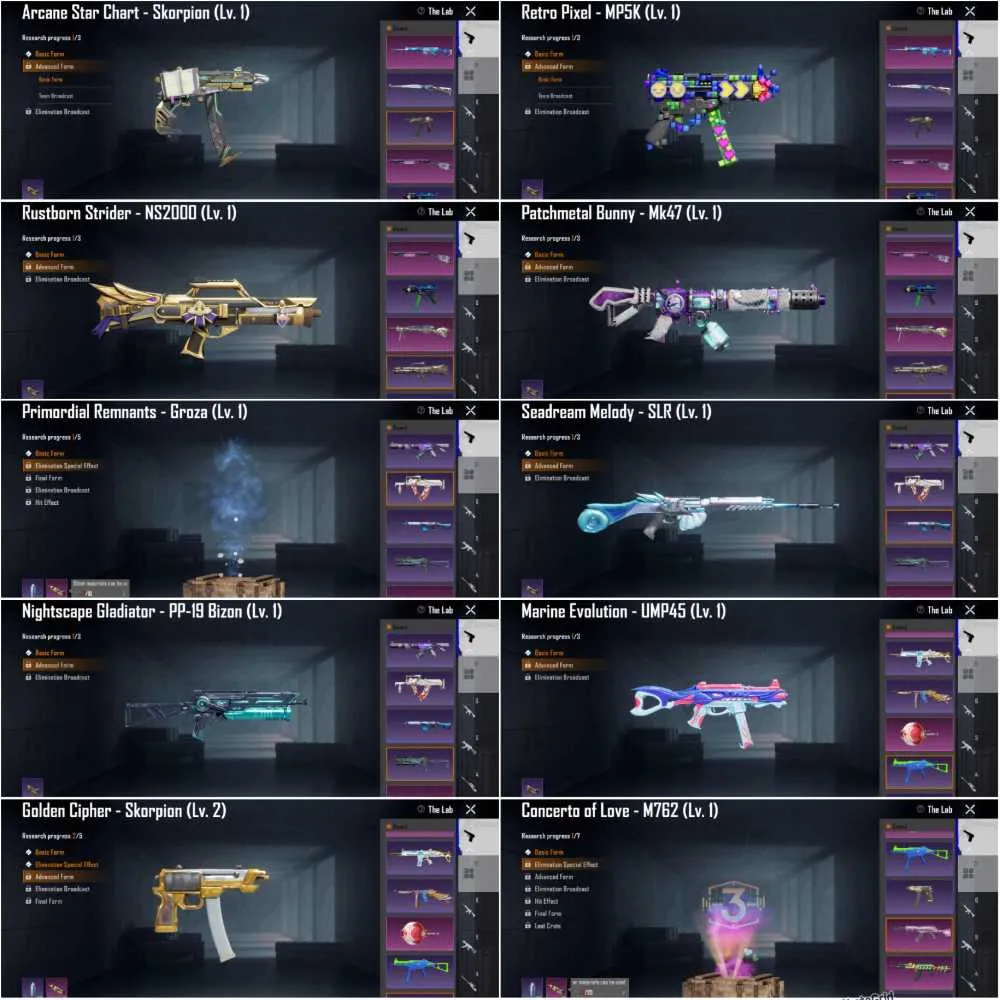 Arcane Star Chart - Skorpion (Lv. 1)
The Lab
Research progress 1/3
Basic Form
Advanced Form
Basic Form
Team Broadcast
Elimination Broadcast
Retro Pixel - MP5K (Lv. 1)
The Lab
Research progress 1/3
Basic Form
Advanced Form
Basic Form
Team Broadcast
Elimination Broadcast
Rustborn Strider - NS2000 (Lv. 1)
The Lab
Research progress 1/3
Basic Form
Advanced Form
Elimination Broadcast
Patchmetal Bunny - Mk47 (Lv. 1)
The Lab
Research progress 1/3
Basic Form
Advanced Form
Elimination Broadcast
Primordial Remnants - Groza (Lv. 1)
The Lab
Research progress 1/5
Basic Form
Elimination Special Effect
Final Form
Elimination Broadcast
Hit Effect
Seadream Melody - SLR (Lv. 1)
The Lab
Research progress 1/3
Basic Form
Advanced Form
Elimination Broadcast
Nightscape Gladiator - PP-19 Bizon (Lv. 1)
The Lab
Research progress 1/3
Basic Form
Advanced Form
Elimination Broadcast
Marine Evolution - UMP45 (Lv. 1)
The Lab
Research progress 1/3
Basic Form
Advanced Form
Elimination Broadcast
Golden Cipher - Skorpion (Lv. 2)
The Lab
Research progress 2/5
Basic Form
Elimination Special Effect
Advanced Form
Elimination Broadcast
Final Form
Concerto of Love - M762 (Lv. 1)
The Lab
Research progress 1/7
Basic Form
Elimination Special Effect
Advanced Form
Elimination Broadcast
Hit Effect
Final Form
Loot Crate
3